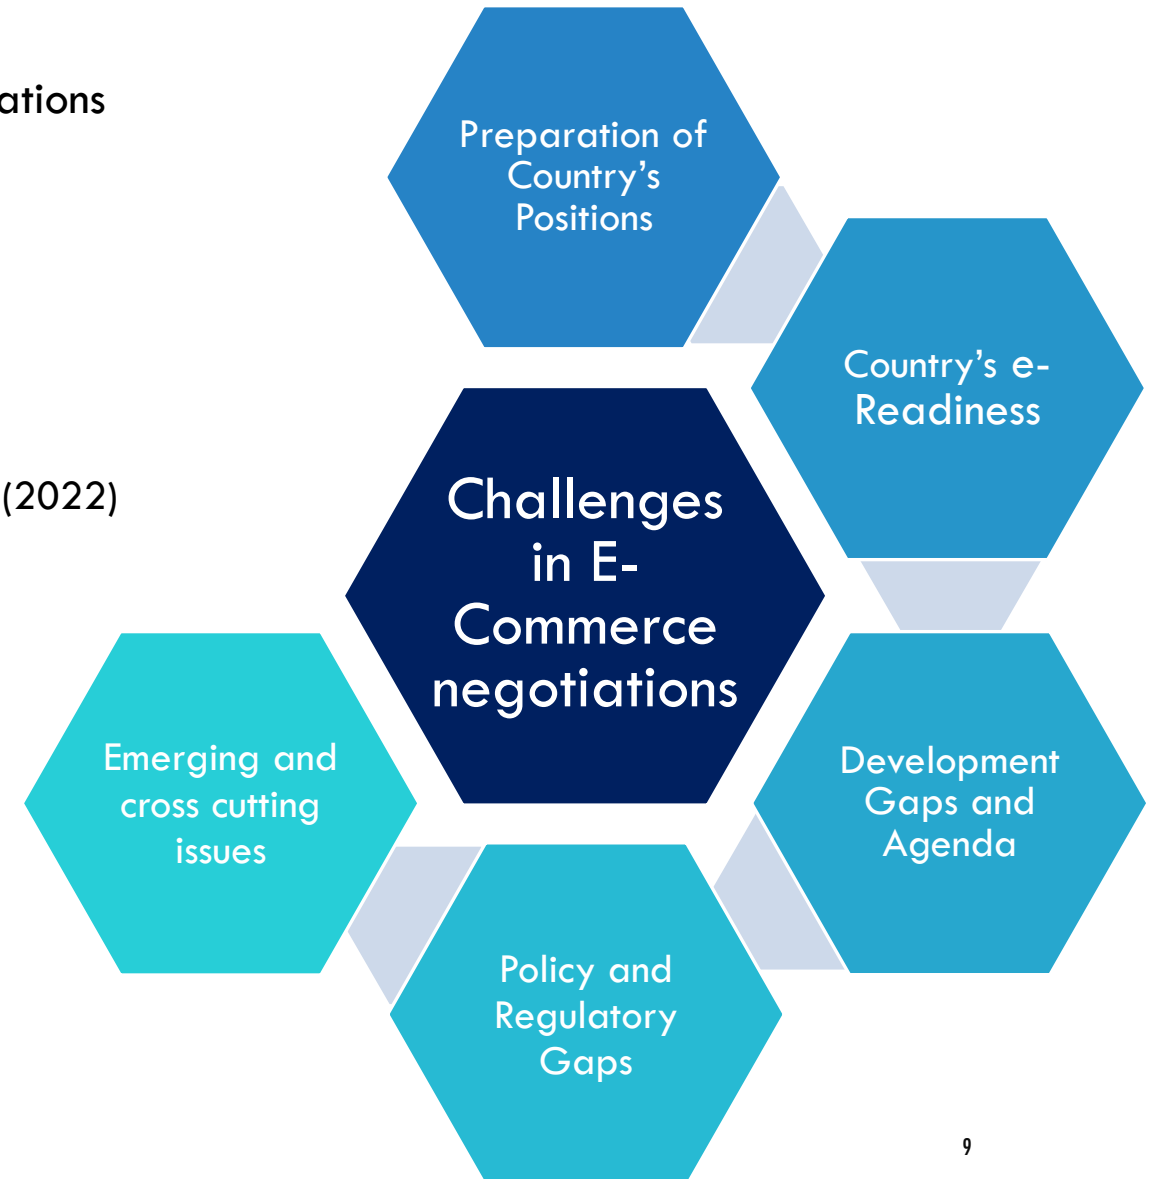 ations
(2022)
Preparation of
Country’s
Positions
Country’s e-
Readiness
Challenges
in E-
Commerce
negotiations
Development
Gaps and
Agenda
Policy and
Regulatory
Gaps
Emerging and
cross cutting
issues
9